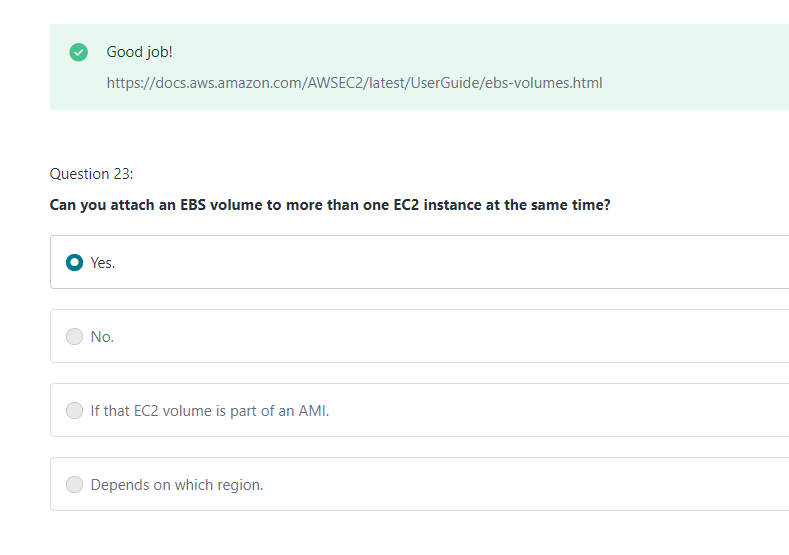 Good job!
https://docs.aws.amazon.com/AWSEC2/latest/UserGuide/ebs-volumes.html
Question 23:
Can you attach an EBS volume to more than one EC2 instance at the same time?
Yes.
No.
If that EC2 volume is part of an AMI.
Depends on which region.